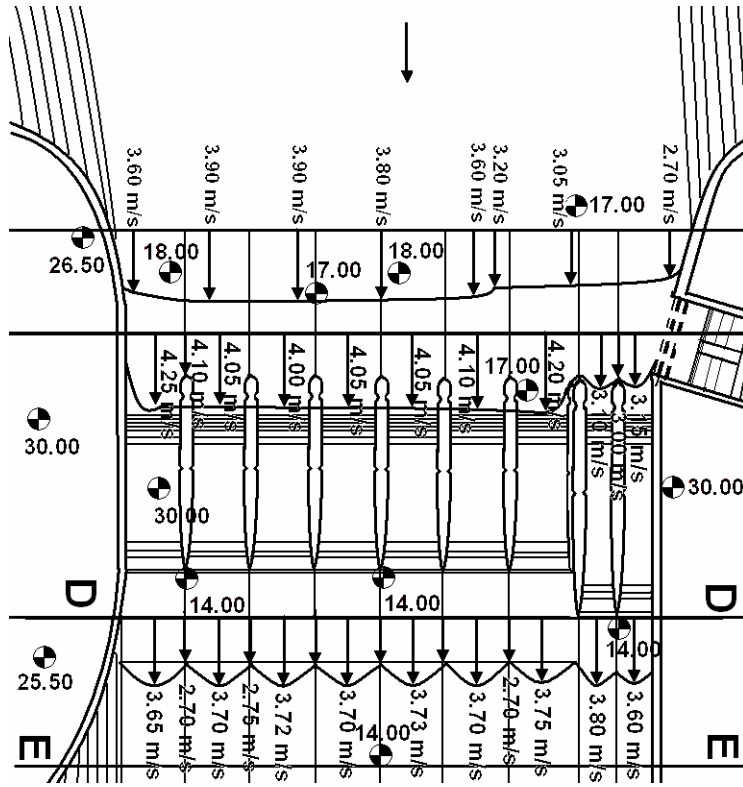 3.60 m/s
3.90 m/s
3.90 m/s
3.80 m/s
3.60 m/s
3.20 m/s
3.05 m/s
2.70 m/s
17.00
26.50
18.00
17.00
18.00
4.25 m/s
4.10 m/s
4.05 m/s
4.00 m/s
4.05 m/s
4.05 m/s
4.10 m/s
17.00
4.20 m/s
3.10 m/s
3.00 m/s
3.15 m/s
30.00
30.00
30.00
D
14.00
14.00
D
14.00
25.50
3.65 m/s
2.70 m/s
3.70 m/s
2.75 m/s
3.72 m/s
3.70 m/s
14.00
3.73 m/s
3.70 m/s
2.70 m/s
3.75 m/s
3.80 m/s
3.60 m/s
E
E